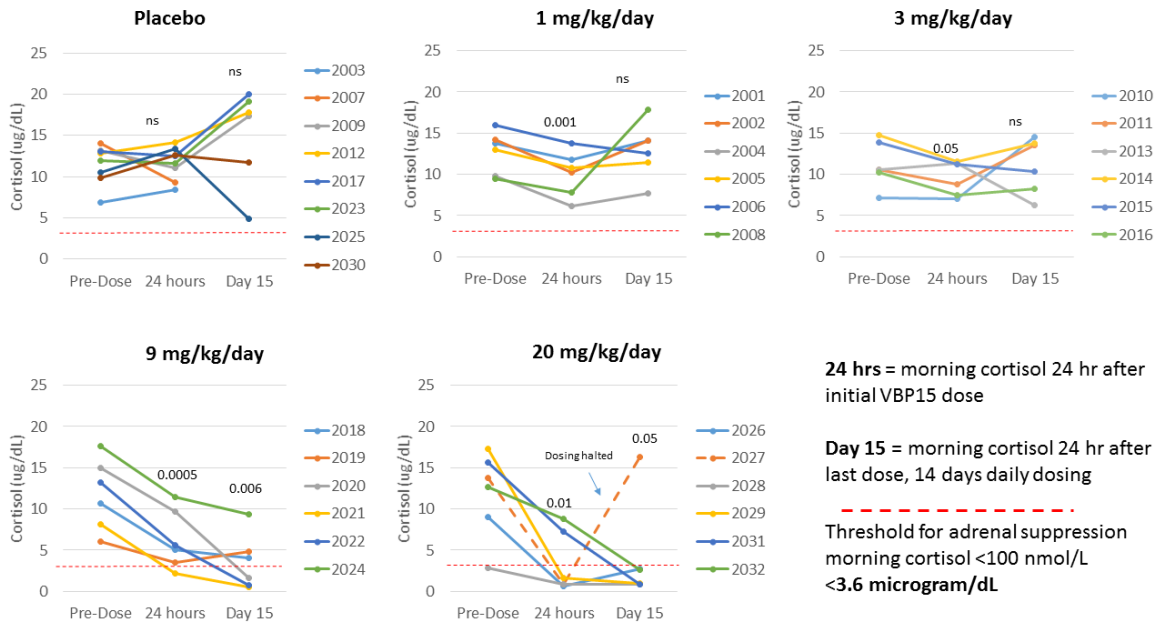 Placebo
Cortisol (ug/dL)
25
20
15
10
5
0
ns
ns
Pre-Dose 24 hours Day 15
2003
2007
2009
2012
2017
2023
2025
2030
1 mg/kg/day
Cortisol (ug/dL)
25
20
15
10
5
0
0.001
ns
Pre-Dose 24 hours Day 15
2001
2002
2004
2005
2006
2008
3 mg/kg/day
Cortisol (ug/dL)
25
20
15
10
5
0
0.05
ns
Pre-Dose 24 hours Day 15
2010
2011
2013
2014
2015
2016
9 mg/kg/day
Cortisol (ug/dL)
25
20
15
10
5
0
0.0005
0.006
Pre-Dose 24 hours Day 15
2018
2019
2020
2021
2022
2024
20 mg/kg/day
Cortisol (ug/dL)
25
20
15
10
5
0
Dosing halted
0.01
0.05
Pre-Dose 24 hours Day 15
2026
2027
2028
2029
2031
2032
24 hrs = morning cortisol 24 hr after
initial VBP15 dose
Day 15 = morning cortisol 24 hr after
last dose, 14 days daily dosing
Threshold for adrenal suppression
morning cortisol <100 nmol/L
<3.6 microgram/dL